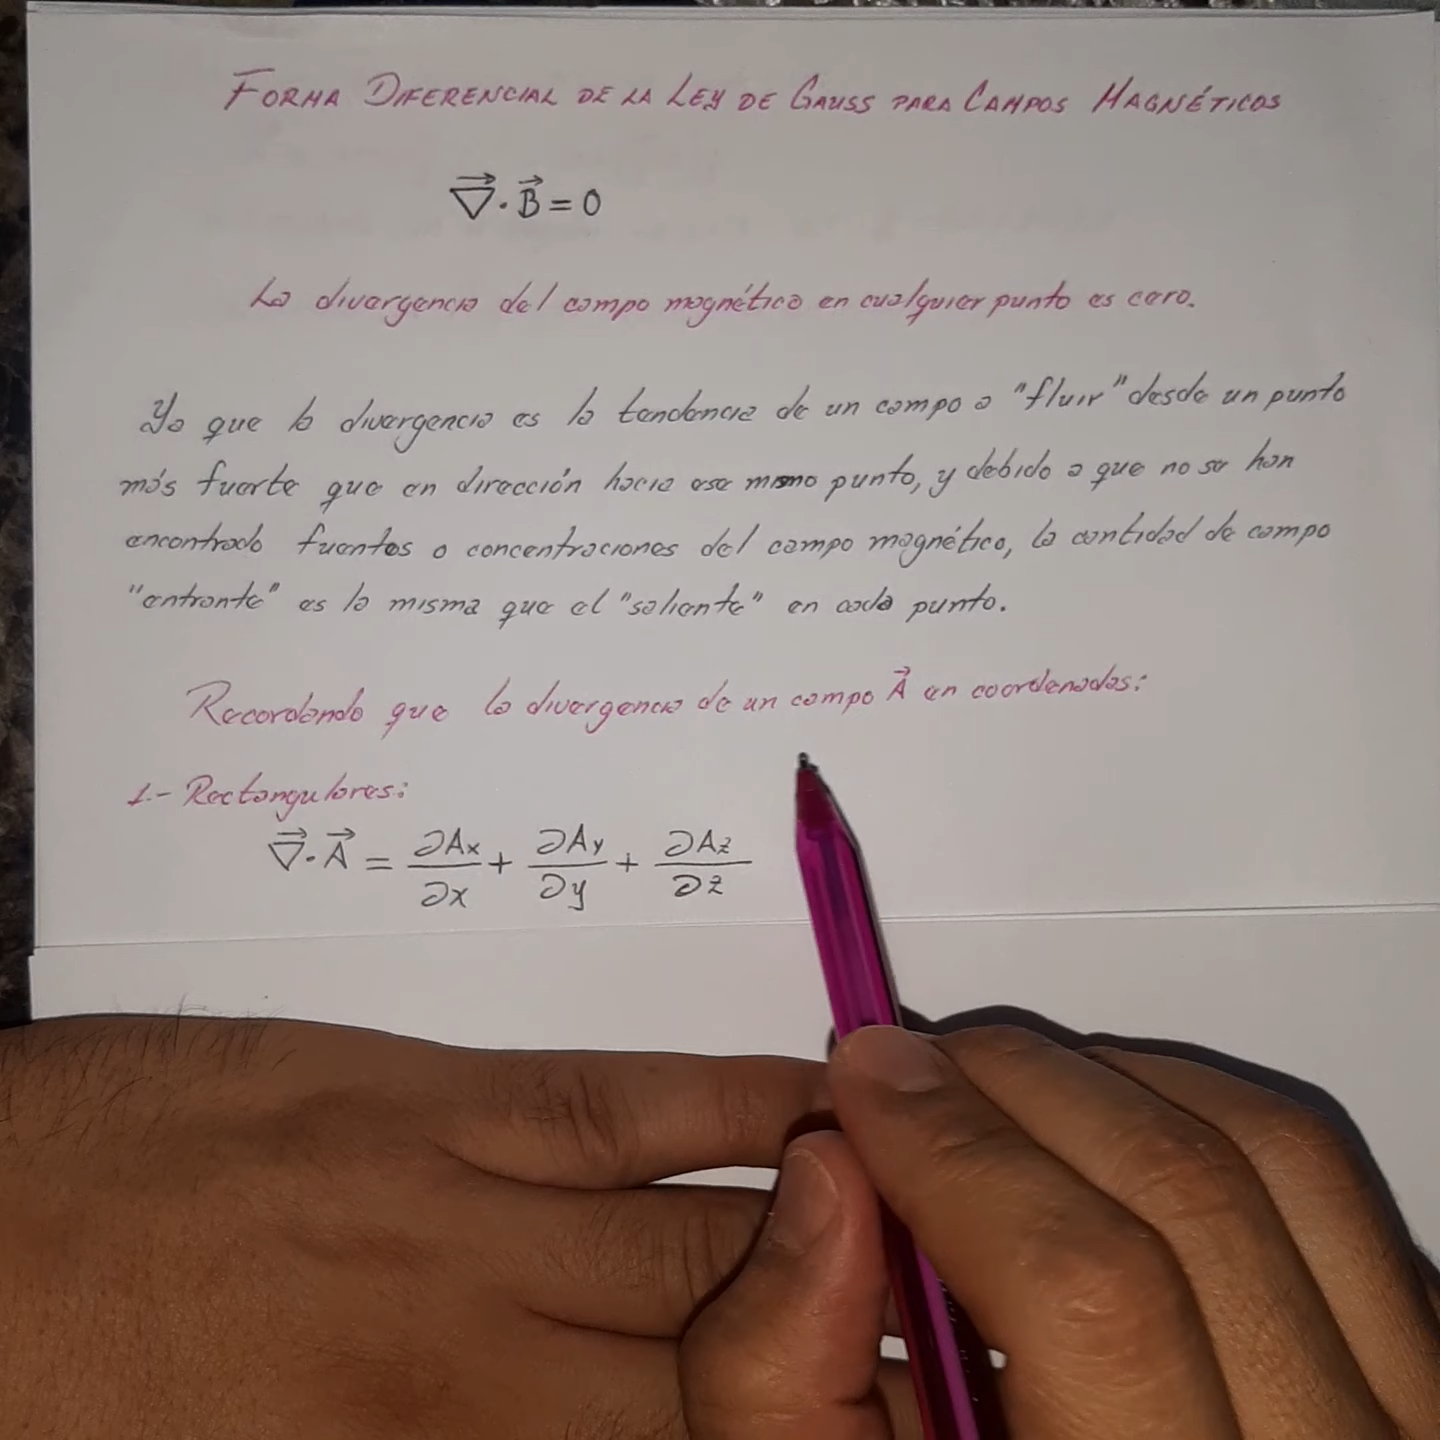 FORMA DIFERENCIAL DE LA LEY DE GAUSS PARA CAMPOS MAGNÉTICOS
∇⃗·B⃗ = 0
La divergencia del campo magnético en cualquier punto es cero.
Ya que la divergencia es la tendencia de un campo a "fluir" desde un punto
más fuerte que en dirección hacia ese mismo punto, y debido a que no se han
encontrado fuentes o concentraciones del campo magnético, la cantidad de campo
"entrante" es la misma que el "saliente" en cada punto.
Recordando que la divergencia de un campo A⃗ en coordenadas:
1.- Rectangulares:
∇⃗·A⃗ = ∂Ax/∂x + ∂Ay/∂y + ∂Az/∂z